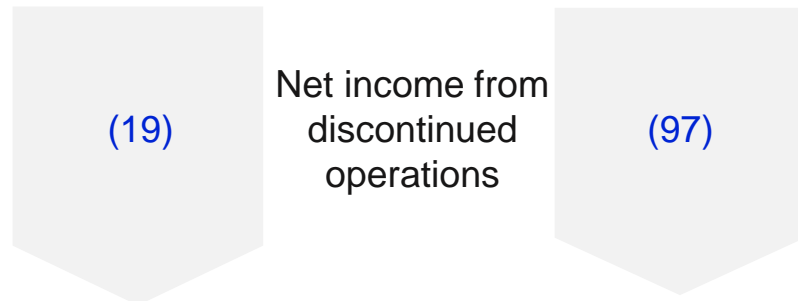 (19)
Net income from
discontinued
operations
(97)